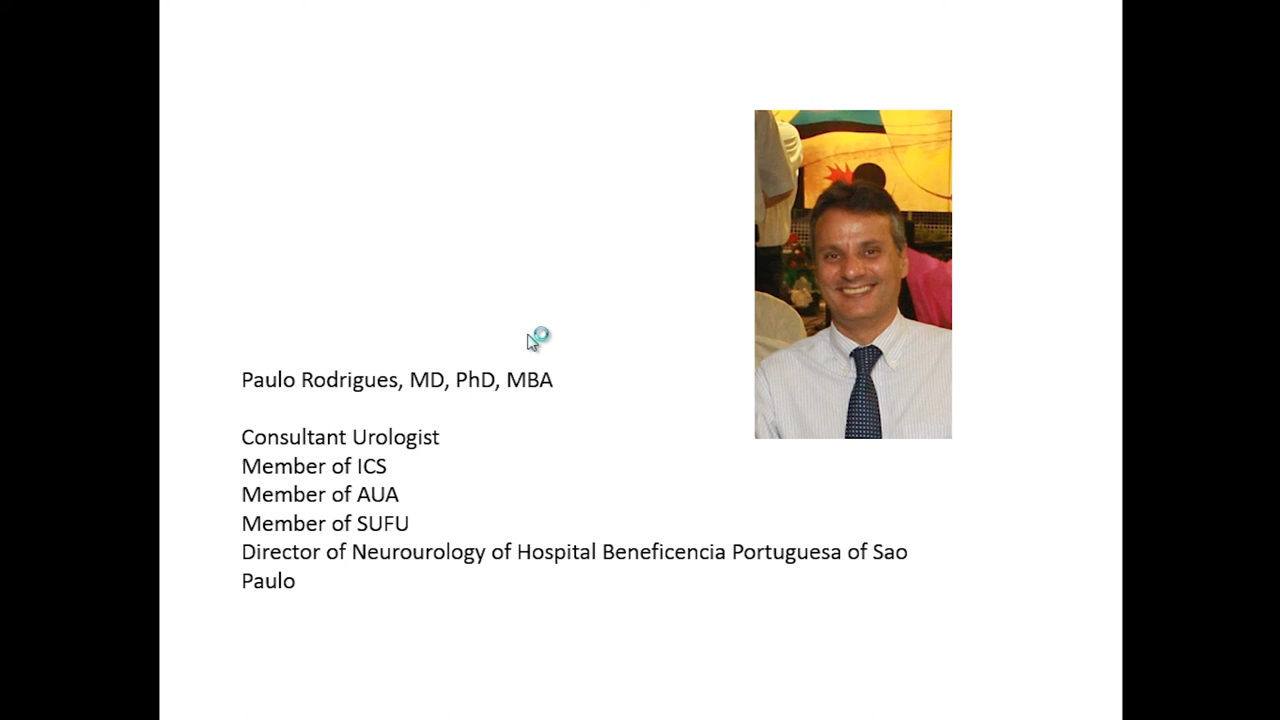 Paulo Rodrigues, MD, PhD, MBA
Consultant Urologist
Member of ICS
Member of AUA
Member of SUFU
Director of Neurourology of Hospital Beneficencia Portuguesa of Sao
Paulo